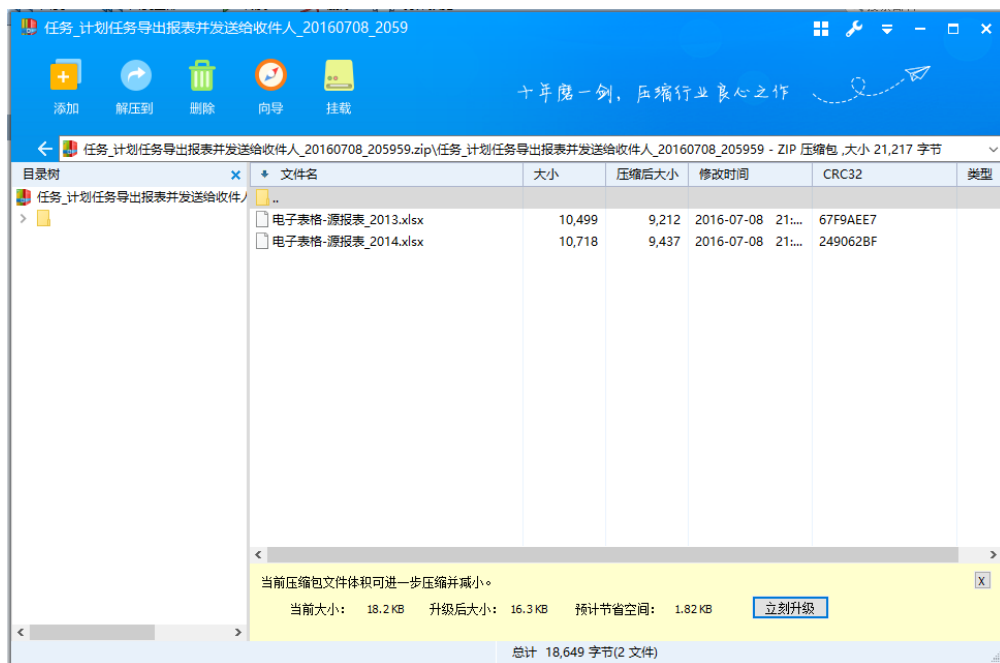 任务_计划任务导出报表并发送给收件人_20160708_2059
添加 解压到 删除 向导 挂载
十年磨一剑，压缩行业良心之作
任务_计划任务导出报表并发送给收件人_20160708_205959.zip\任务_计划任务导出报表并发送给收件人_20160708_205959 - ZIP 压缩包 ,大小 21,217 字节
目录树 文件名 大小 压缩后大小 修改时间 CRC32 类型
任务_计划任务导出报表并发送给收件人
..
电子表格-源报表_2013.xlsx 10,499 9,212 2016-07-08 21:... 67F9AEE7
电子表格-源报表_2014.xlsx 10,718 9,437 2016-07-08 21:... 249062BF
当前压缩包文件体积可进一步压缩并减小。 X
当前大小： 18.2KB 升级后大小： 16.3KB 预计节省空间： 1.82KB 立刻升级
总计 18,649 字节(2 文件)